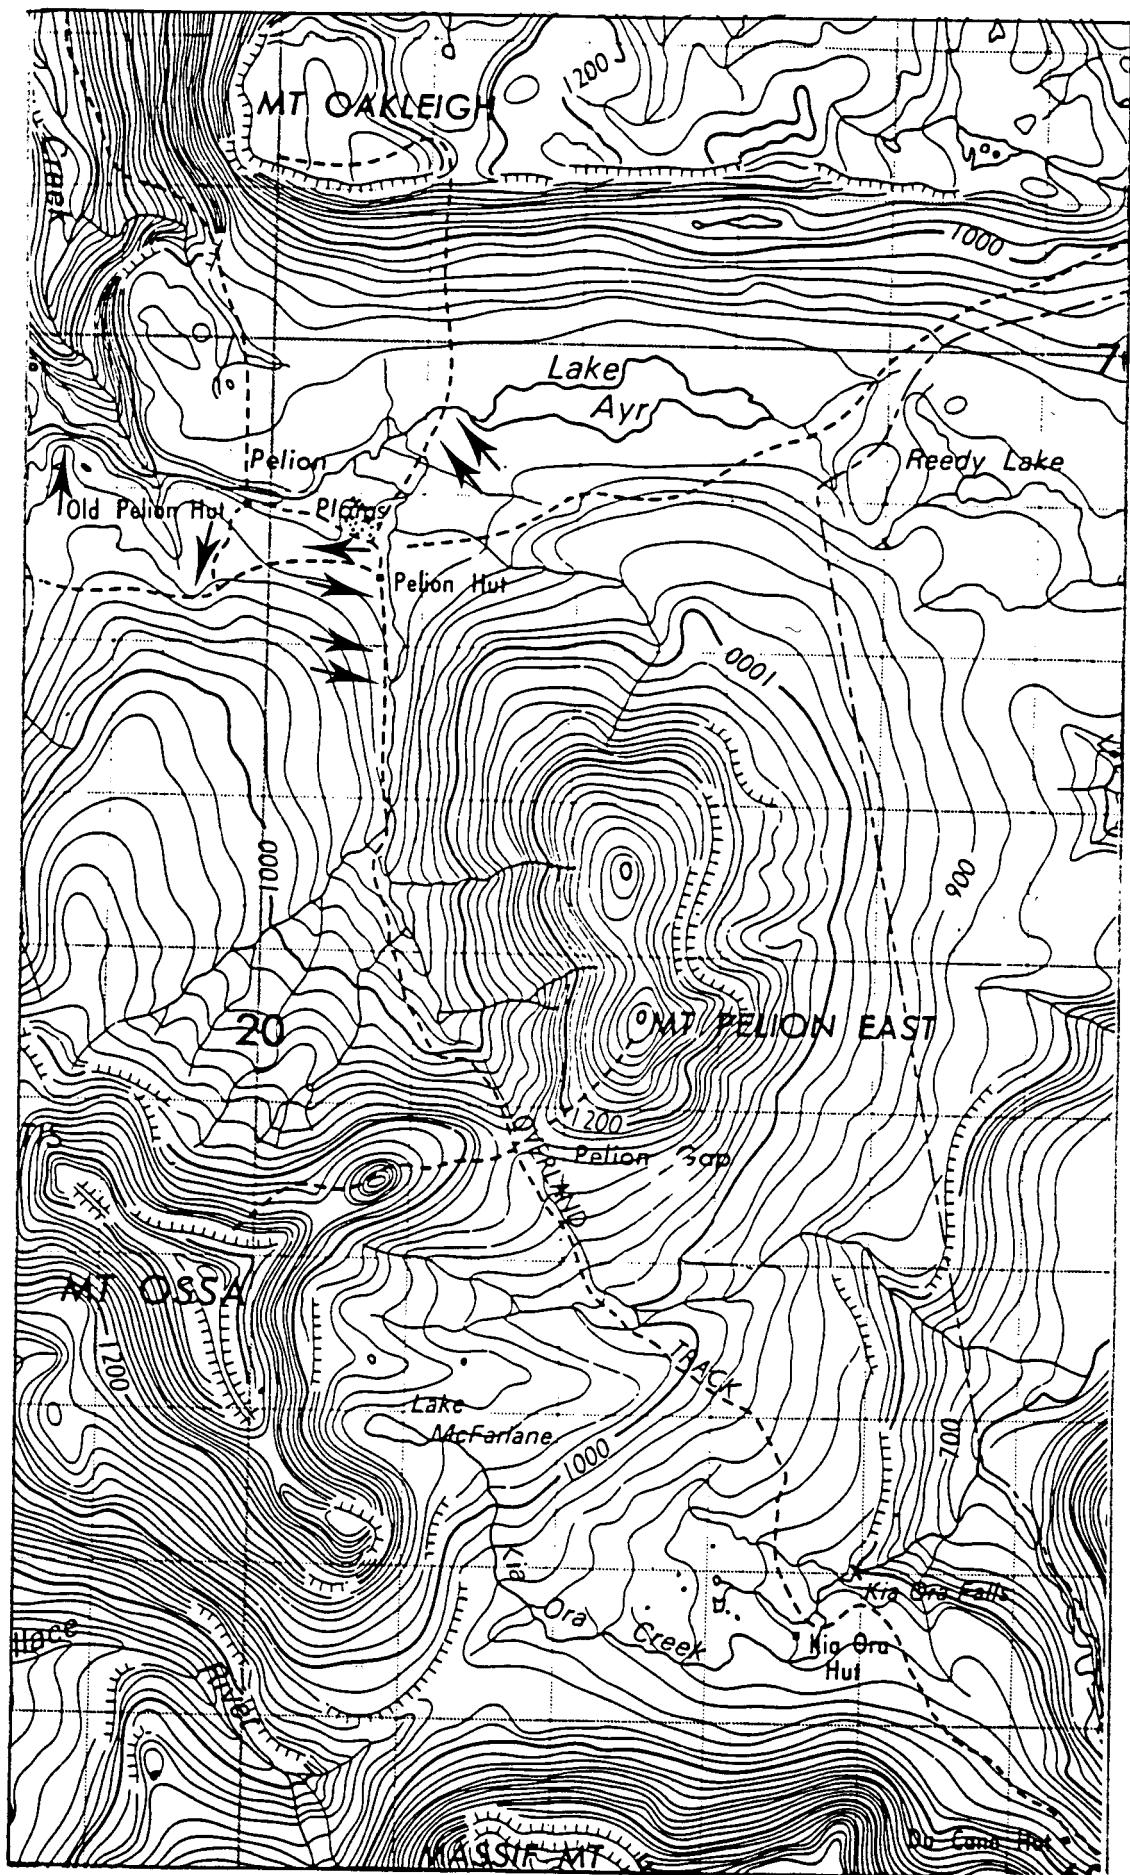 1200
MT OAKLEIGH
Creek
1000
Lake
Ayr
Pelion
Reedy Lake
Old Pelion Hut
Plains
Pelion Hut
1000
1000
900
20
MT PELION EAST
1200
Pelion Gap
OVERLAND
MT OSSA
1200
TRACK
Lake
McFarlane
700
1000
Kia
Kia Ora Falls
Ora
Creek
Kia Ora
Hut
River
Du Cane Hut
MASSIF MT